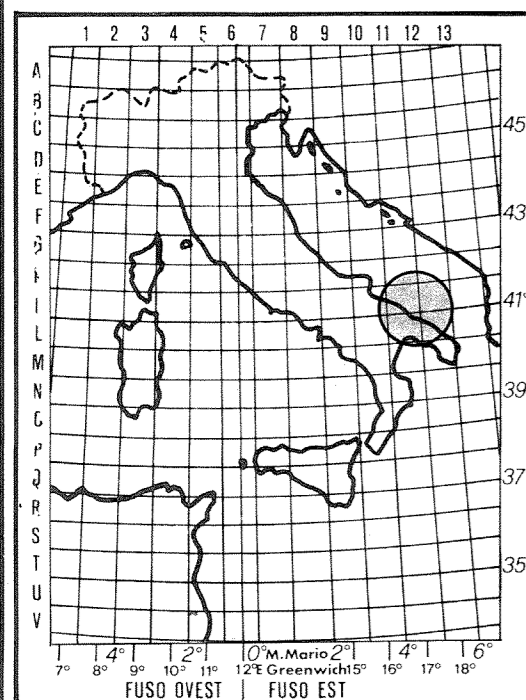 1 2 3 4 5 6 7 8 9 10 11 12 13
A
B
C
D
E
F
G
H
I
L
M
N
O
P
Q
R
S
T
U
V
45
43
41°
39
37
35
4° 2° 0° M.Mario 2° 4° 6°
7° 8° 9° 10° 11° 12°E Greenwich 15° 16° 17° 18°
FUSO OVEST FUSO EST